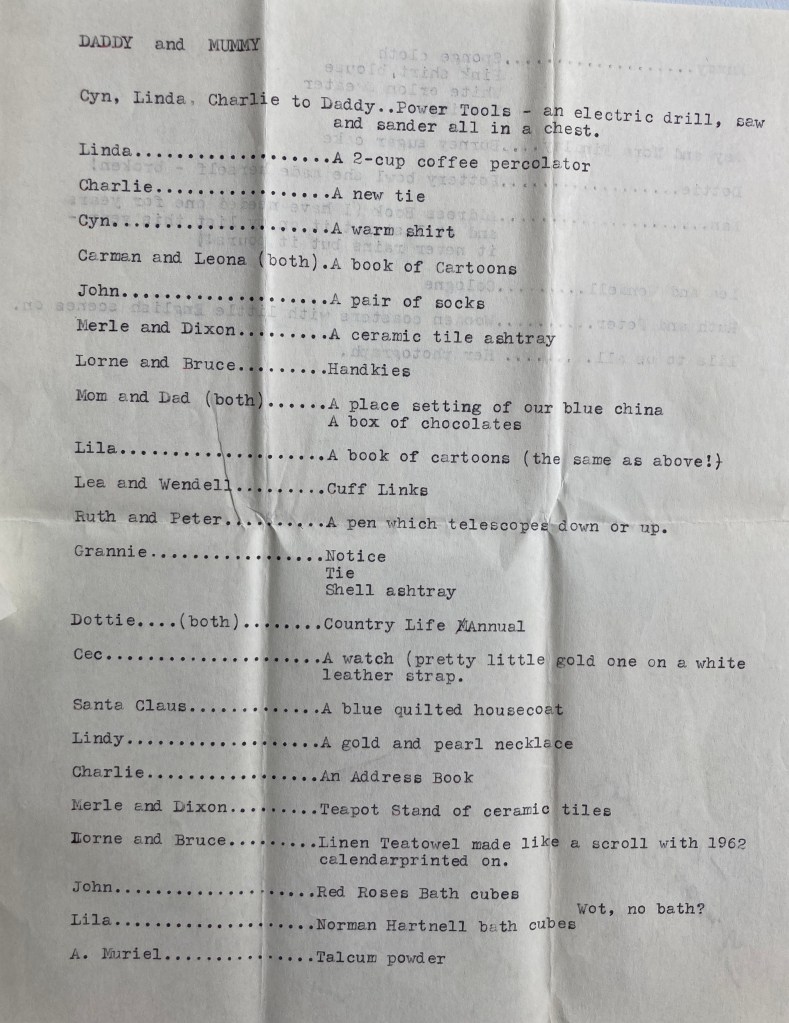 DADDY and MUMMY
Cyn, Linda, Charlie to Daddy..Power Tools - an electric drill, saw
and sander all in a chest.
Linda....................A 2-cup coffee percolator
Charlie..................A new tie
Cyn......................A warm shirt
Carman and Leona (both).A book of Cartoons
John.....................A pair of socks
Merle and Dixon.........A ceramic tile ashtray
Lorne and Bruce.........Handkies
Mom and Dad (both)......A place setting of our blue china
A box of chocolates
Lila.....................A book of cartoons (the same as above!)
Lea and Wendell.........Cuff Links
Ruth and Peter..........A pen which telescopes down or up.
Grannie..................Notice
Tie
Shell ashtray
Dottie....(both)........Country Life Annual
Cec......................A watch (pretty little gold one on a white
leather strap.
Santa Claus.............A blue quilted housecoat
Lindy....................A gold and pearl necklace
Charlie..................An Address Book
Merle and Dixon.........Teapot Stand of ceramic tiles
Lorne and Bruce.........Linen Teatowel made like a scroll with 1962
calendarprinted on.
John.....................Red Roses Bath cubes
Wot, no bath?
Lila.....................Norman Hartnell bath cubes
A. Muriel...............Talcum powder